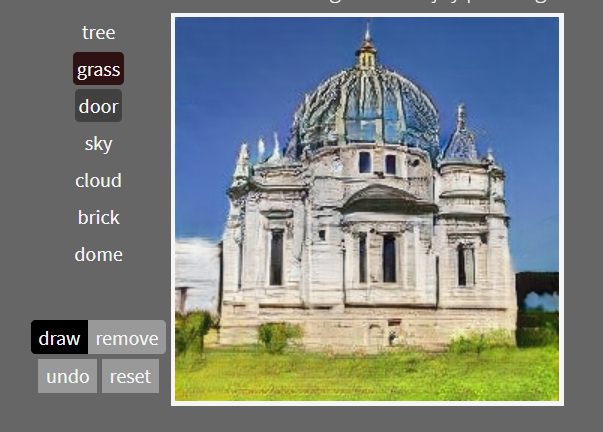 tree
grass
door
sky
cloud
brick
dome
draw remove
undo reset